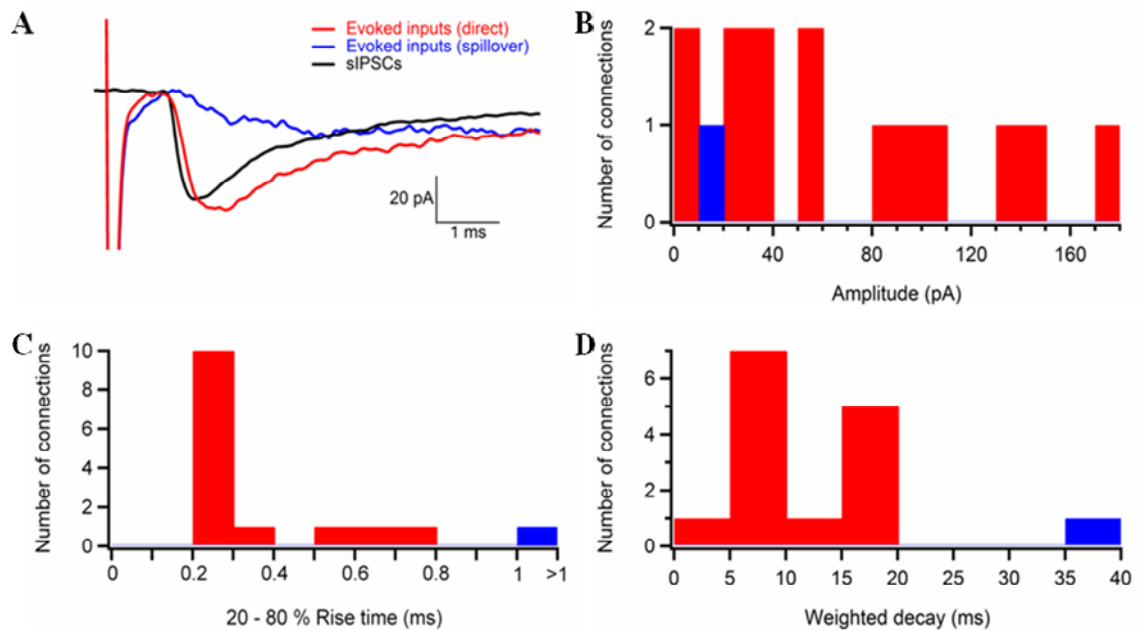 A
Evoked inputs (direct)
Evoked inputs (spillover)
sIPSCs
20 pA
1 ms
B
Number of connections
2
1
0
0 40 80 120 160
Amplitude (pA)
C
Number of connections
10
8
6
4
2
0
0 0.2 0.4 0.6 0.8 1 >1
20 - 80 % Rise time (ms)
D
Number of connections
6
4
2
0
0 5 10 15 20 25 30 35 40
Weighted decay (ms)